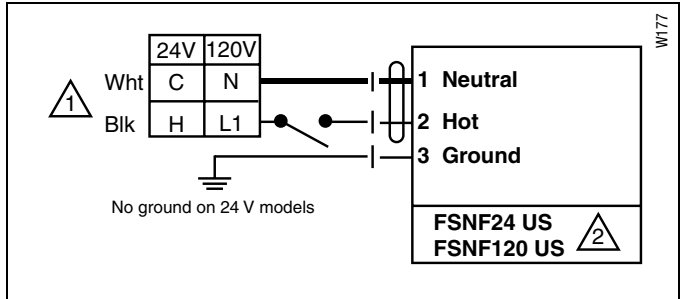 W177
24V 120V
1 Wht C N 1 Neutral
Blk H L1 2 Hot
3 Ground
No ground on 24 V models
FSNF24 US
FSNF120 US 2